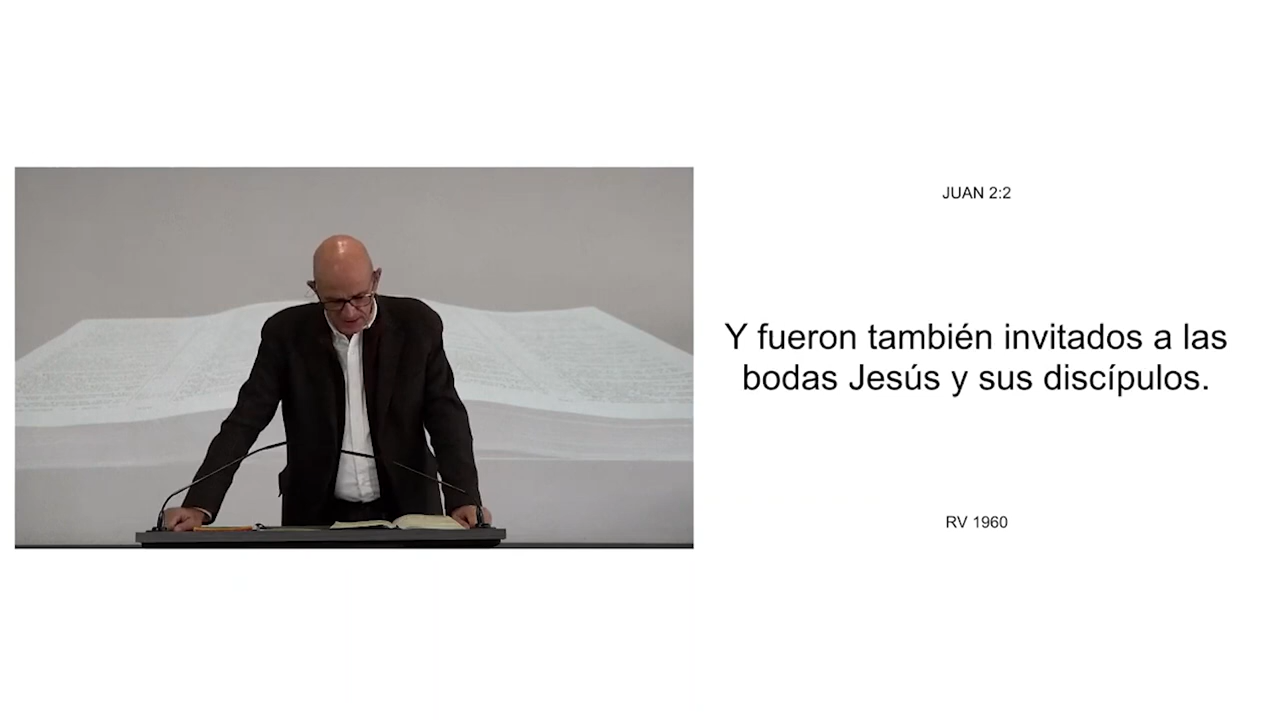 JUAN 2:2
Y fueron también invitados a las
bodas Jesús y sus discípulos.
RV 1960